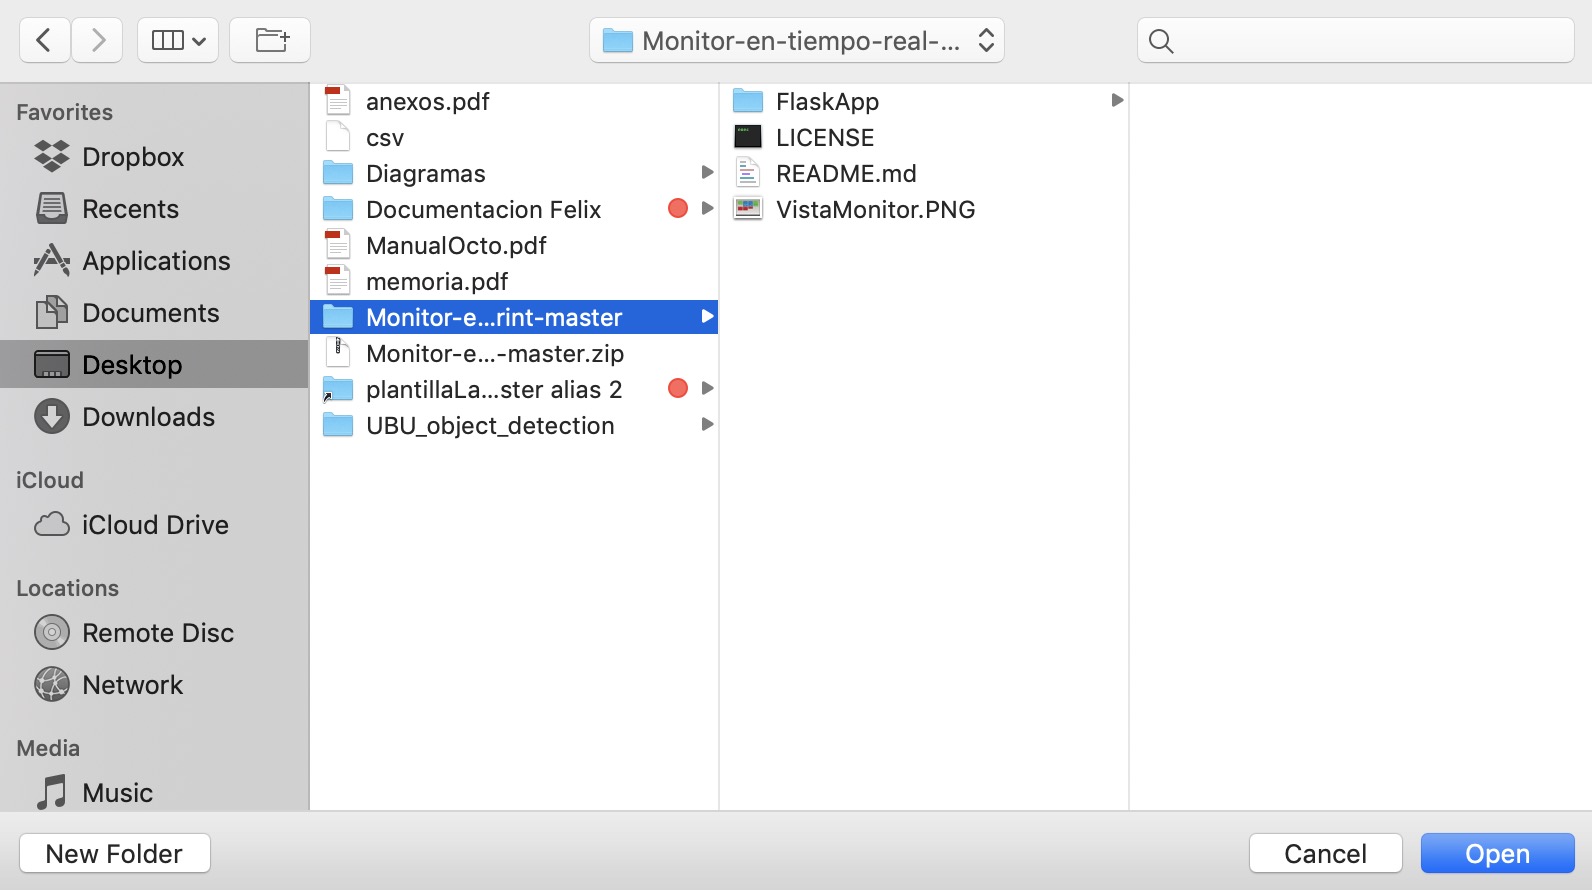 Monitor-en-tiempo-real-...
Favorites
Dropbox
Recents
Applications
Documents
Desktop
Downloads
iCloud
iCloud Drive
Locations
Remote Disc
Network
Media
Music
anexos.pdf
csv
Diagramas
Documentacion Felix
ManualOcto.pdf
memoria.pdf
Monitor-e...rint-master
Monitor-e...-master.zip
plantillaLa...ster alias 2
UBU_object_detection
FlaskApp
LICENSE
README.md
VistaMonitor.PNG
New Folder
Cancel
Open